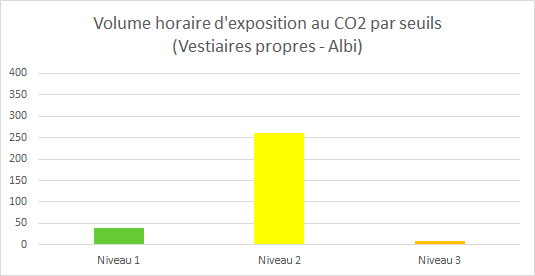 Volume horaire d'exposition au CO2 par seuils
(Vestiaires propres - Albi)
400
350
300
250
200
150
100
50
0
Niveau 1
Niveau 2
Niveau 3